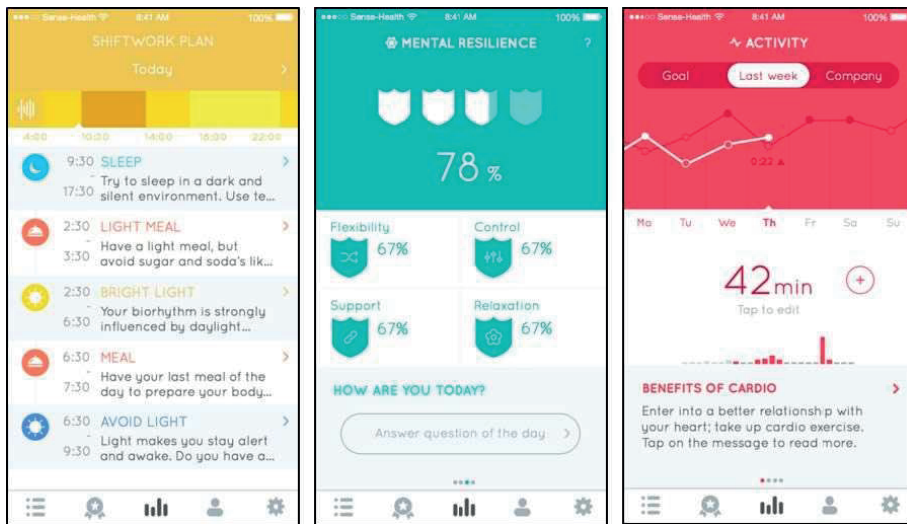 Sense-Health 8:41 AM 100%
SHIFTWORK PLAN
Today
4:00 10:00 14:00 18:00 22:00
9:30 - 17:30 SLEEP
Try to sleep in a dark and
silent environment. Use te...
2:30 - 3:30 LIGHT MEAL
Have a light meal, but
avoid sugar and soda's lik...
2:30 - 6:30 BRIGHT LIGHT
Your biorhythm is strongly
influenced by daylight...
6:30 - 7:30 MEAL
Have your last meal of the
day to prepare your body...
6:30 - 9:30 AVOID LIGHT
Light makes you stay alert
and awake. Do you have a...
Sense-Health 8:41 AM 100%
MENTAL RESILIENCE ?
78 %
Flexibility Control
67% 67%
Support Relaxation
67% 67%
HOW ARE YOU TODAY?
Answer question of the day
Sense-Health 8:41 AM 100%
ACTIVITY
Goal Last week Company
0:22
Mo Tu We Th Fr Sa Su
42 min
Tap to edit
BENEFITS OF CARDIO
Enter into a better relationship with
your heart; take up cardio exercise.
Tap on the message to read more.